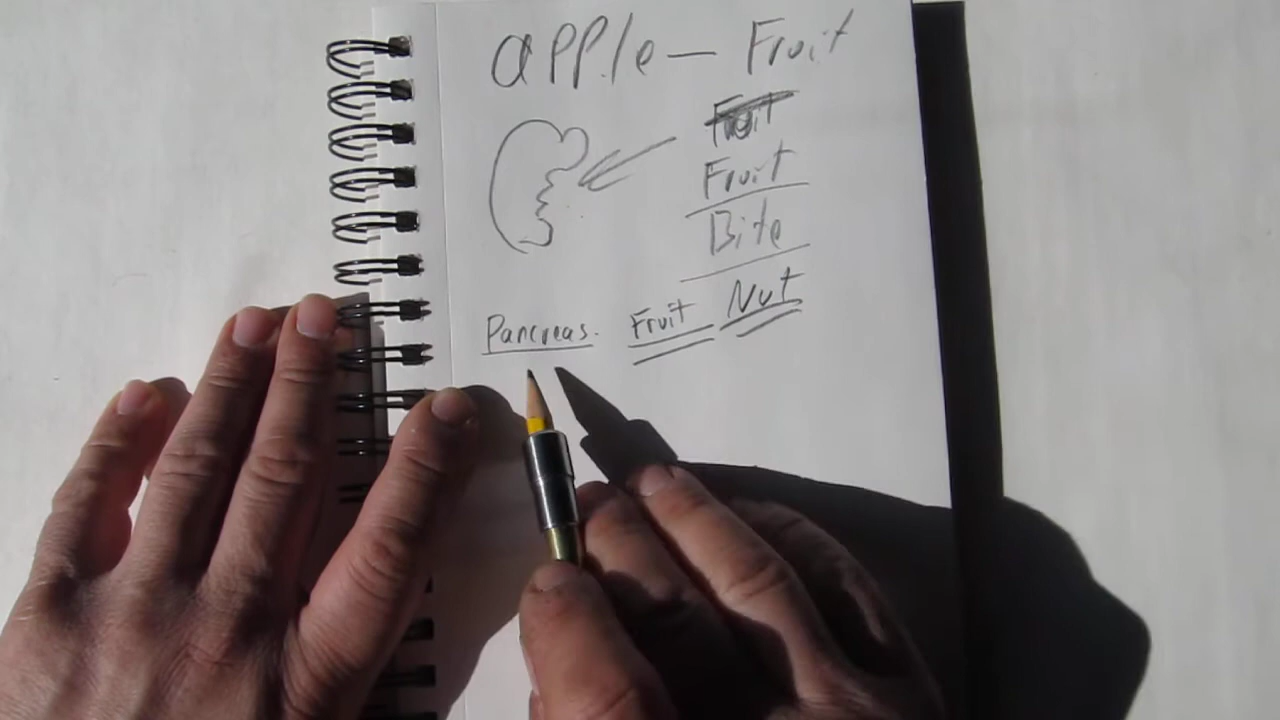 apple — Fruit
Fruit
Fruit
Bite
Nut
Pancreas. Fruit